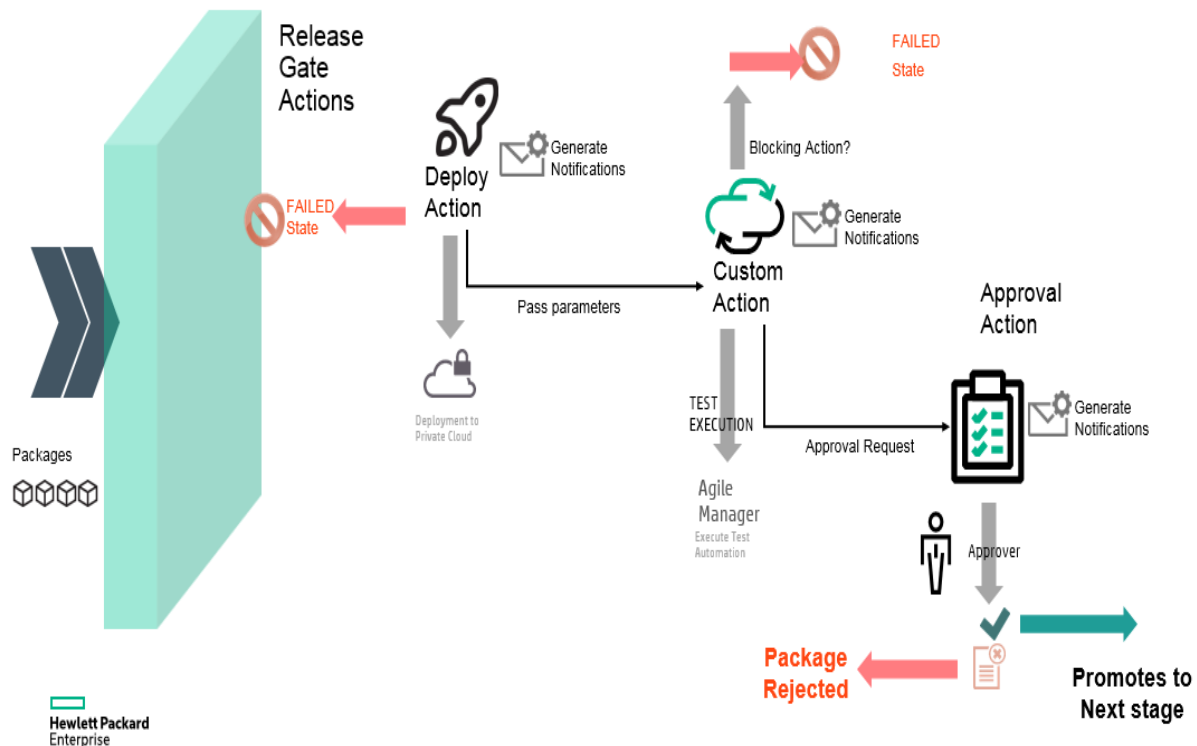 Release
Gate
Actions
FAILED
State
Generate
Notifications
Deploy
Action
FAILED
State
Blocking Action?
Generate
Notifications
Custom
Action
Pass parameters
Approval
Action
Deployment to
Private Cloud
TEST
EXECUTION
Approval Request
Generate
Notifications
Packages
Agile
Manager
Execute Test
Automation
Approver
Package
Rejected
Promotes to
Next stage
Hewlett Packard
Enterprise